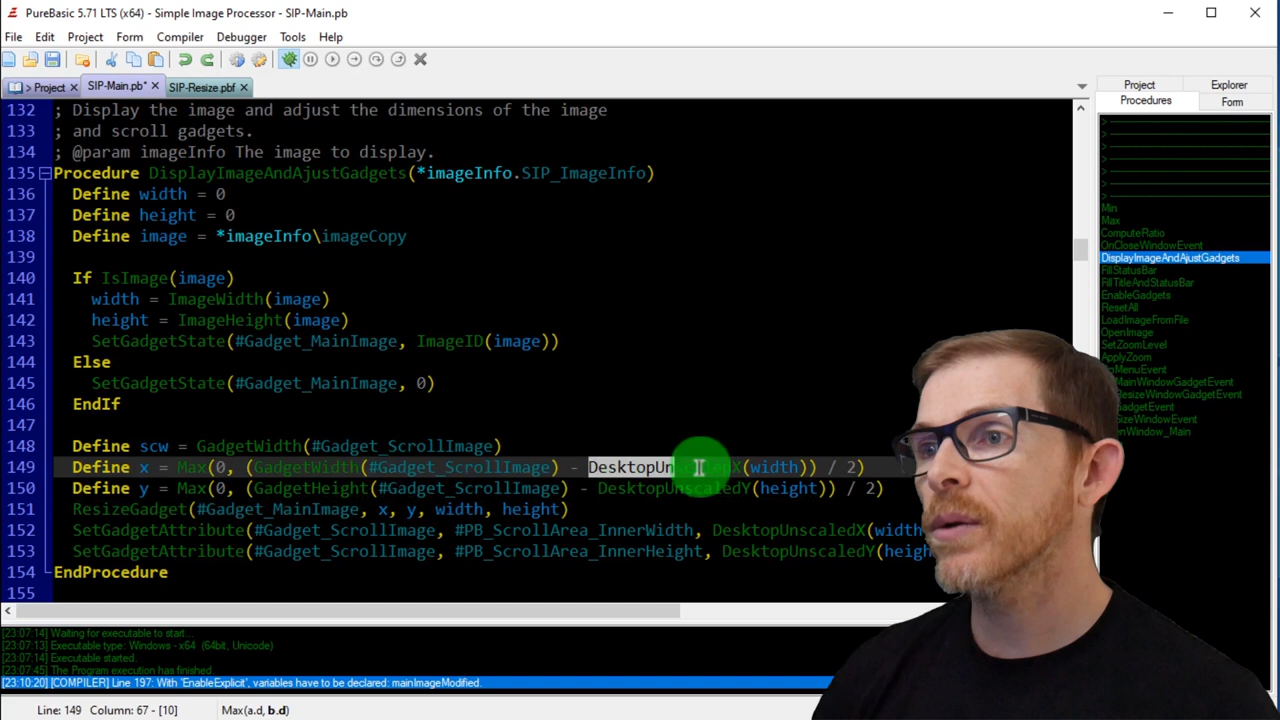 PureBasic 5.71 LTS (x64) - Simple Image Processor - SIP-Main.pb
File Edit Project Form Compiler Debugger Tools Help
> Project SIP-Main.pb* SIP-Resize.pbf
Project Explorer
Procedures Form
132 ; Display the image and adjust the dimensions of the image
133 ; and scroll gadgets.
134 ; @param imageInfo The image to display.
135 Procedure DisplayImageAndAjustGadgets(*imageInfo.SIP_ImageInfo)
136 Define width = 0
137 Define height = 0
138 Define image = *imageInfo\imageCopy
139
140 If IsImage(image)
141 width = ImageWidth(image)
142 height = ImageHeight(image)
143 SetGadgetState(#Gadget_MainImage, ImageID(image))
144 Else
145 SetGadgetState(#Gadget_MainImage, 0)
146 EndIf
147
148 Define scw = GadgetWidth(#Gadget_ScrollImage)
149 Define x = Max(0, (GadgetWidth(#Gadget_ScrollImage) - DesktopUnscaledX(width)) / 2)
150 Define y = Max(0, (GadgetHeight(#Gadget_ScrollImage) - DesktopUnscaledY(height)) / 2)
151 ResizeGadget(#Gadget_MainImage, x, y, width, height)
152 SetGadgetAttribute(#Gadget_ScrollImage, #PB_ScrollArea_InnerWidth, DesktopUnscaledX(width
153 SetGadgetAttribute(#Gadget_ScrollImage, #PB_ScrollArea_InnerHeight, DesktopUnscaledY(heigh
154 EndProcedure
155
Min
Max
ComputeRatio
OnCloseWindowEvent
DisplayImageAndAjustGadgets
FillStatusBar
FillTitleAndStatusBar
EnableGadgets
ResetAll
LoadImageFromFile
OpenImage
SetZoomLevel
ApplyZoom
nMenuEvent
MainWindowGadgetEvent
ResizeWindowGadgetEvent
GadgetEvent
SizeWindowEvent
nWindow_Main
[23:07:14] Waiting for executable to start...
[23:07:13] Executable type: Windows - x64 (64bit, Unicode)
[23:07:14] Executable started.
[23:07:45] The Program execution has finished.
[23:10:20] [COMPILER] Line 197: With 'EnableExplicit', variables have to be declared: mainImageModified.
Line: 149 Column: 67 - [10] Max(a.d, b.d)